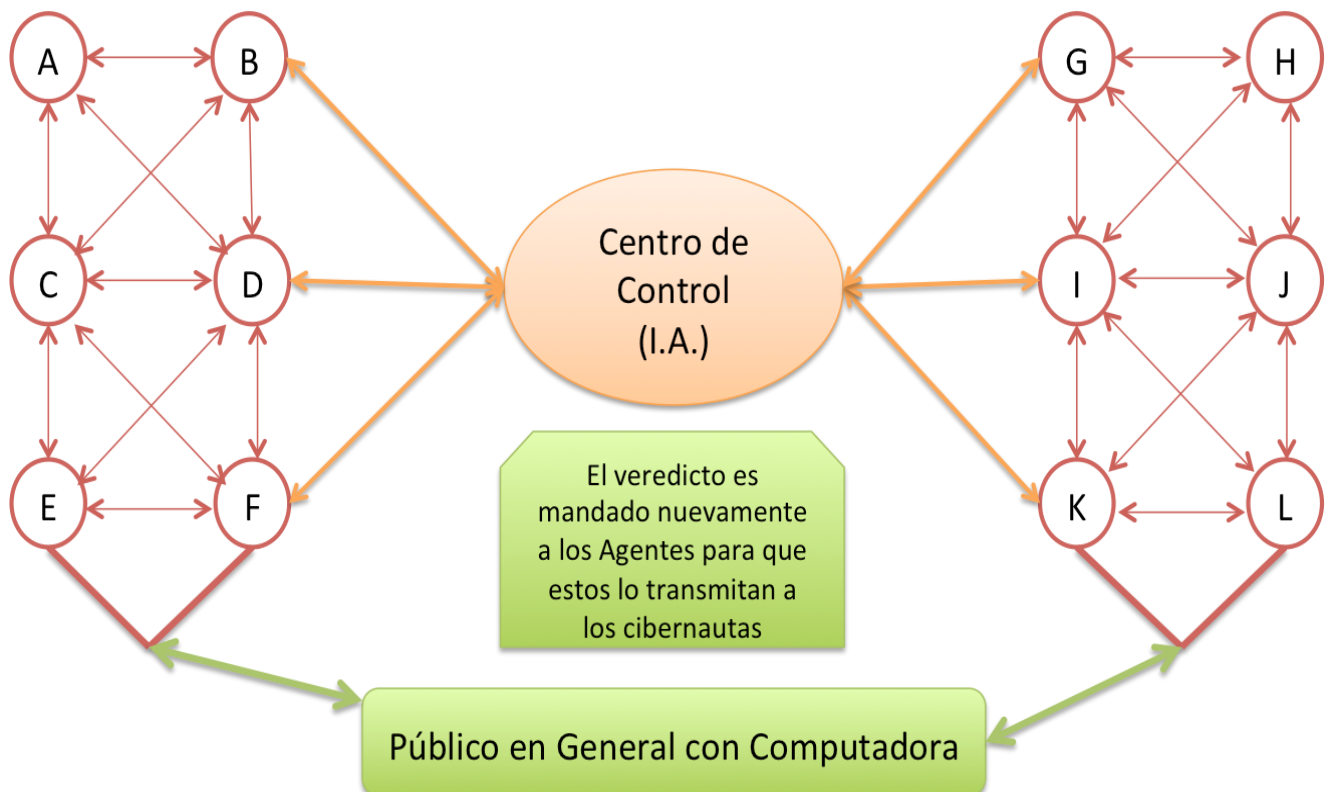 A
B
G
H
Centro de
Control
(I.A.)
C
D
I
J
El veredicto es
mandado nuevamente
a los Agentes para que
estos lo transmitan a
los cibernautas
E
F
K
L
Público en General con Computadora